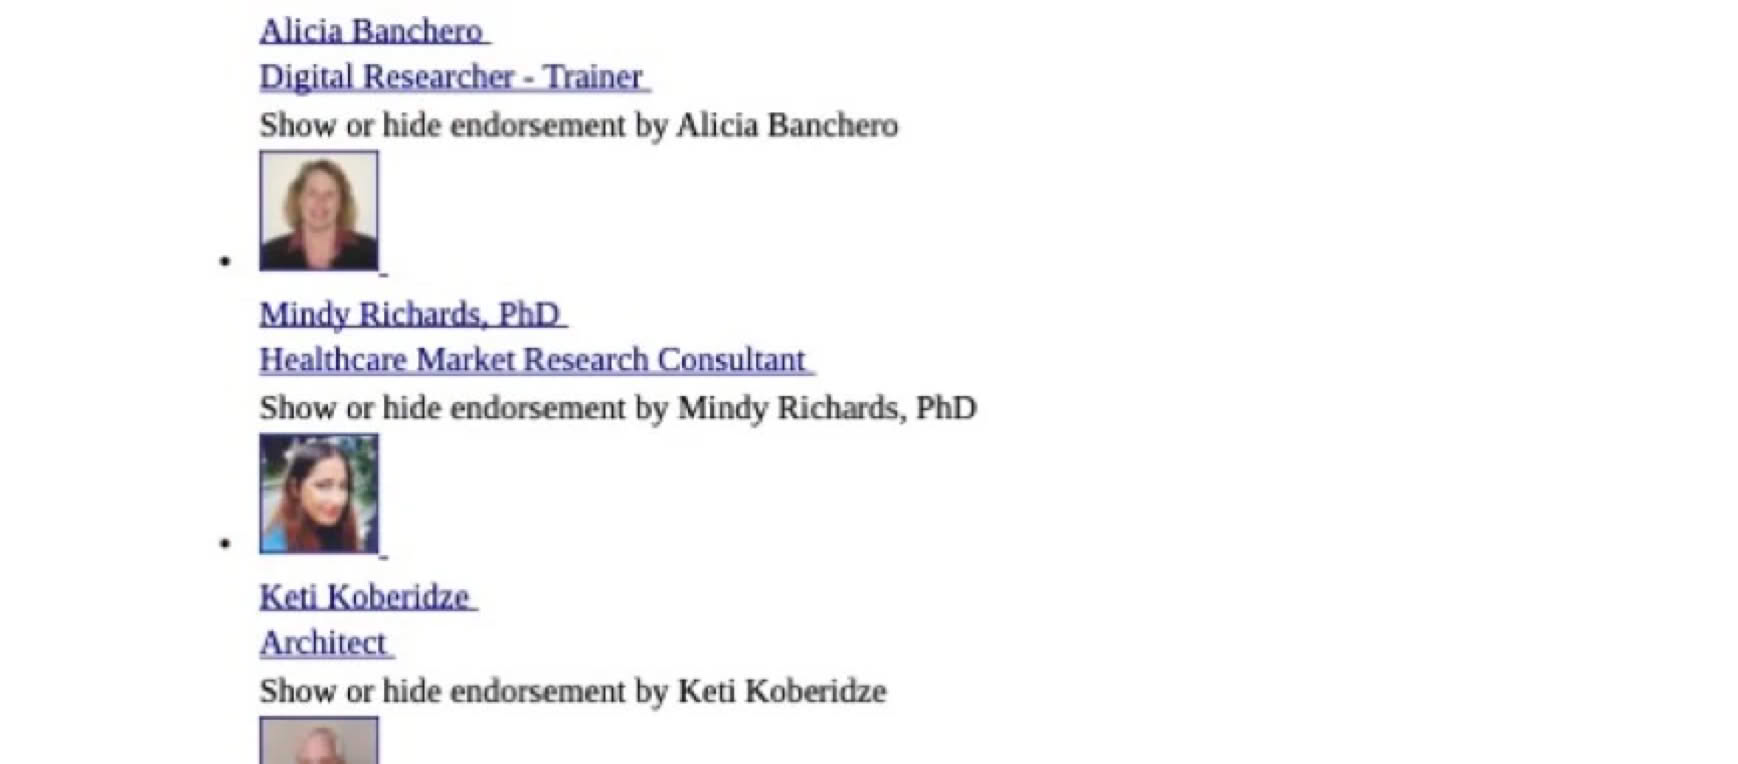 Alicia Banchero
Digital Researcher - Trainer
Show or hide endorsement by Alicia Banchero
Mindy Richards, PhD
Healthcare Market Research Consultant
Show or hide endorsement by Mindy Richards, PhD
Keti Koberidze
Architect
Show or hide endorsement by Keti Koberidze